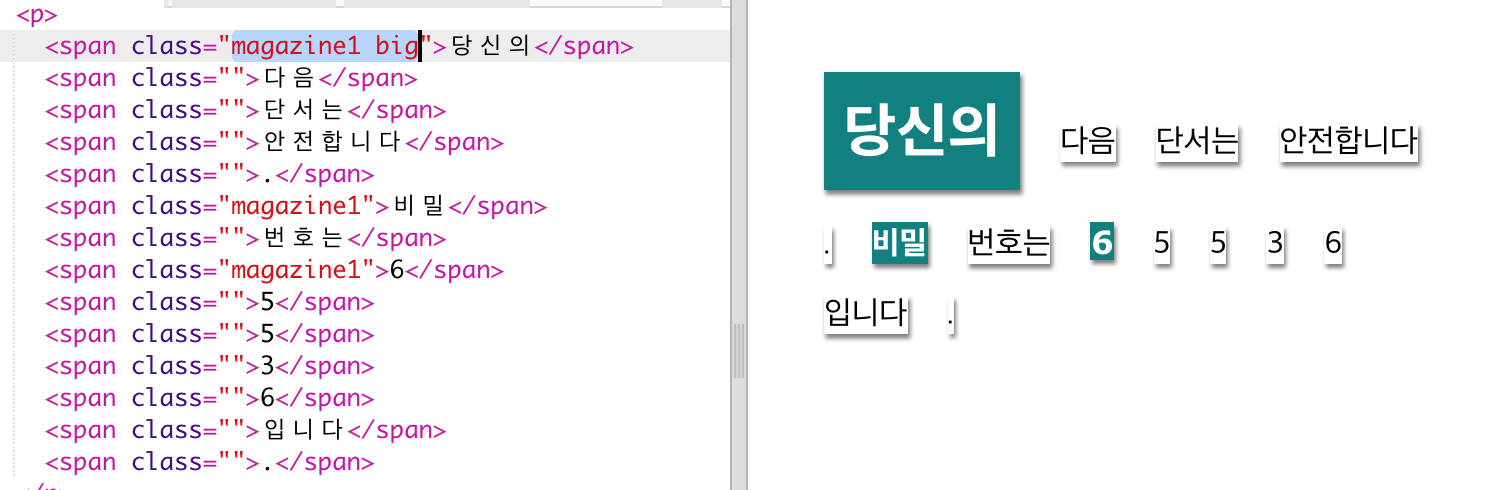 <p>
<span class="magazine1 big">당신의</span>
<span class="">다음</span>
<span class="">단서는</span>
<span class="">안전합니다</span>
<span class="">.</span>
<span class="magazine1">비밀</span>
<span class="">번호는</span>
<span class="magazine1">6</span>
<span class="">5</span>
<span class="">5</span>
<span class="">3</span>
<span class="">6</span>
<span class="">입니다</span>
<span class="">.</span>
당신의 다음 단서는 안전합니다
. 비밀 번호는 6 5 5 3 6
입니다 .